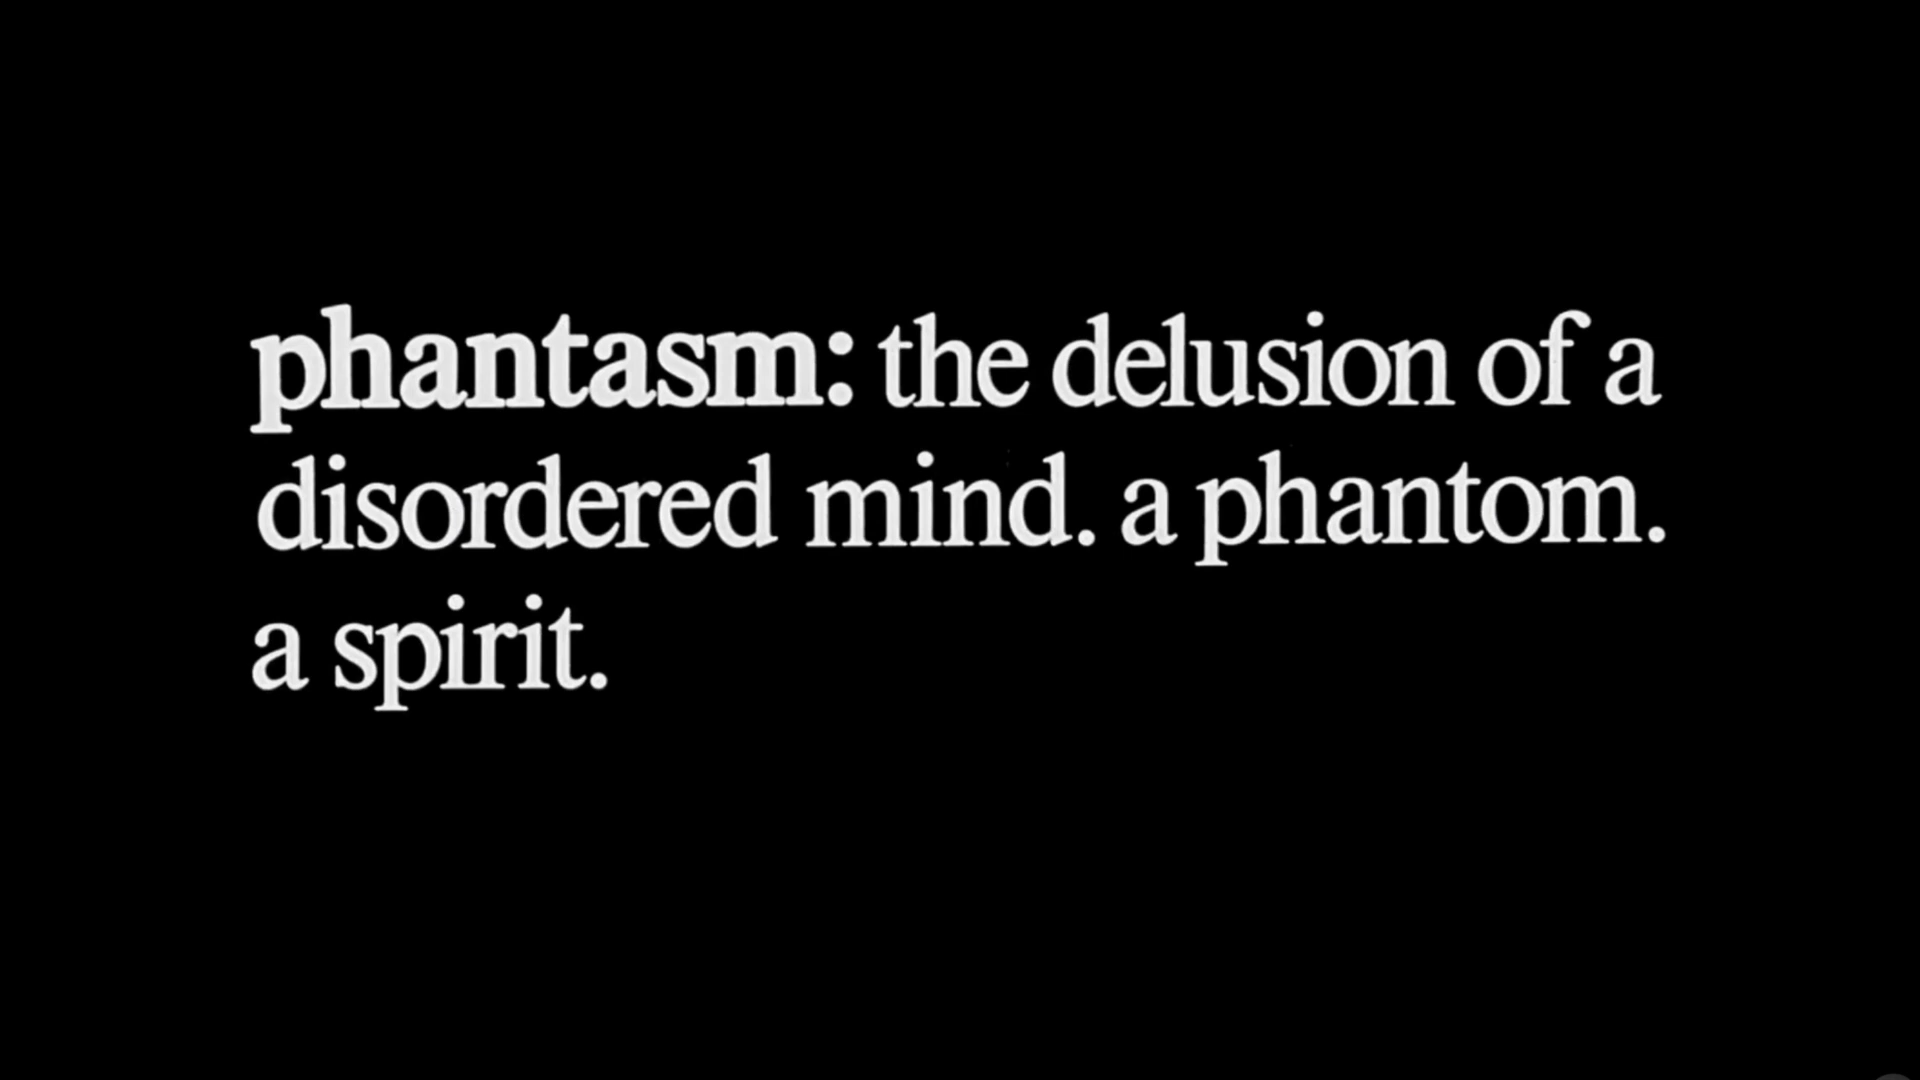 phantasm: the delusion of a
disordered mind. a phantom.
a spirit.